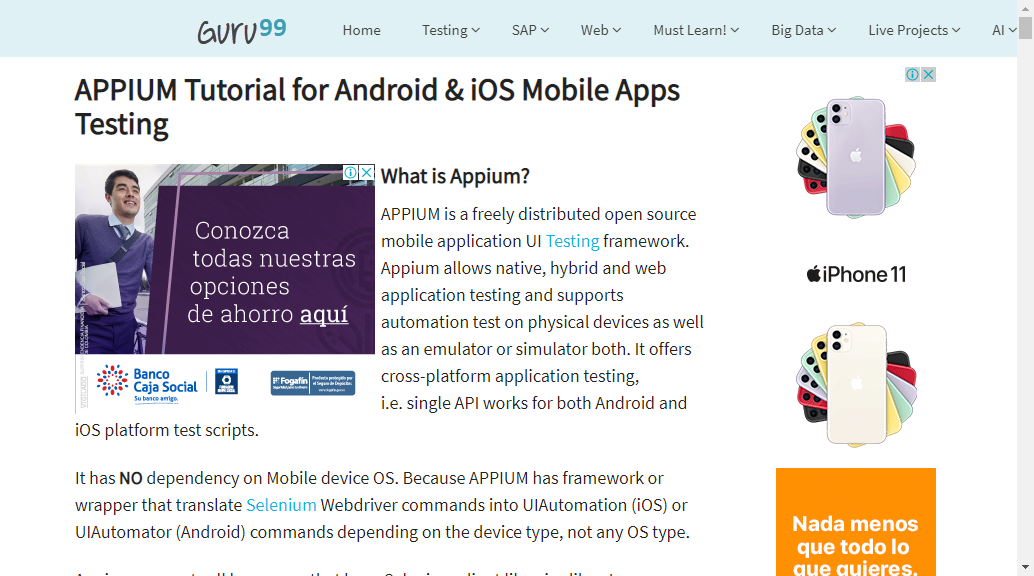 Guru99
Home
Testing
SAP
Web
Must Learn!
Big Data
Live Projects
AI
APPIUM Tutorial for Android & iOS Mobile Apps
Testing
Conozca
todas nuestras
opciones
de ahorro aquí
Banco
Caja Social
Su banco amigo.
Fogafín
What is Appium?
APPIUM is a freely distributed open source
mobile application UI Testing framework.
Appium allows native, hybrid and web
application testing and supports
automation test on physical devices as well
as an emulator or simulator both. It offers
cross-platform application testing,
i.e. single API works for both Android and
iOS platform test scripts.
It has NO dependency on Mobile device OS. Because APPIUM has framework or
wrapper that translate Selenium Webdriver commands into UIAutomation (iOS) or
UIAutomator (Android) commands depending on the device type, not any OS type.
iPhone 11
Nada menos
que todo lo
que quieres.